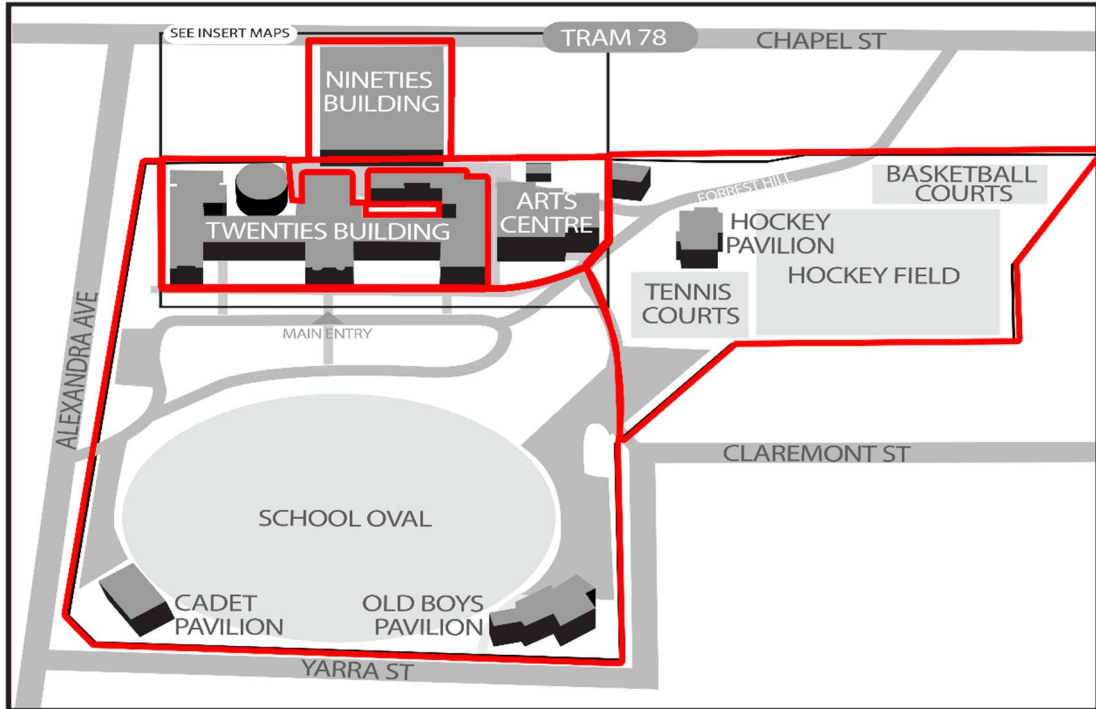 SEE INSERT MAPS
TRAM 78
CHAPEL ST
NINETIES
BUILDING
BASKETBALL
COURTS
FORREST HILL
ARTS
CENTRE
TWENTIES BUILDING
HOCKEY
PAVILION
HOCKEY FIELD
TENNIS
COURTS
MAIN ENTRY
ALEXANDRA AVE
CLAREMONT ST
SCHOOL OVAL
CADET
PAVILION
OLD BOYS
PAVILION
YARRA ST